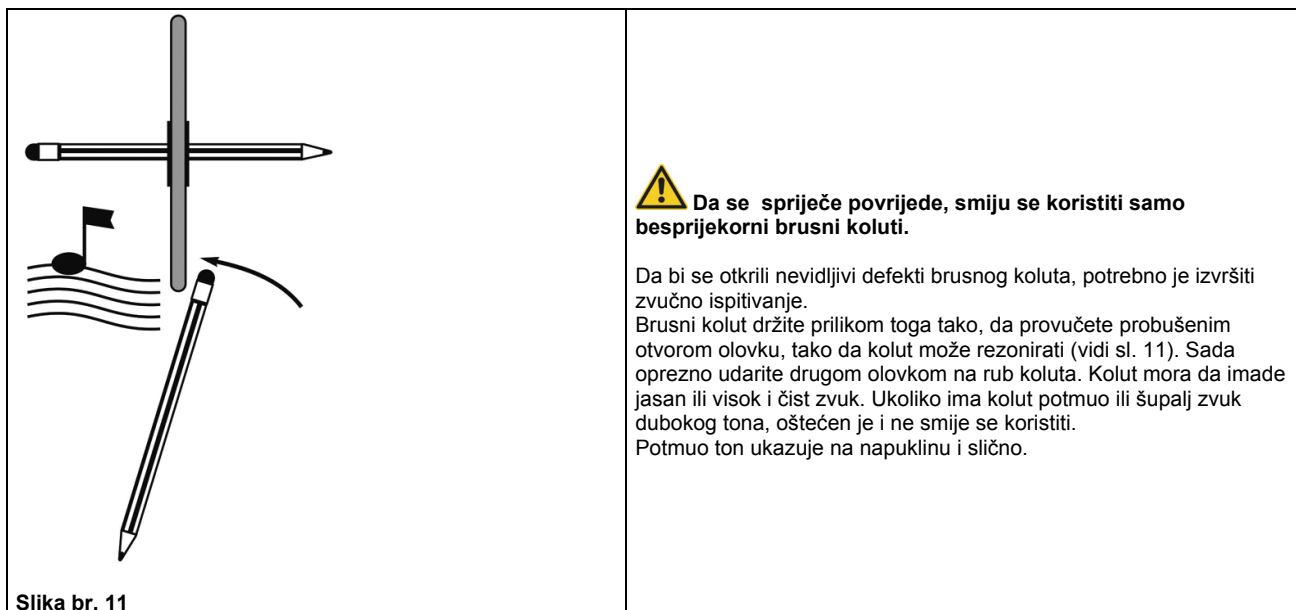 Da se  spriječe povrijede, smiju se koristiti samo
besprijekorni brusni koluti.
Da bi se otkrili nevidljivi defekti brusnog koluta, potrebno je izvršiti
zvučno ispitivanje.
Brusni kolut držite prilikom toga tako, da provučete probušenim
otvorom olovku, tako da kolut može rezonirati (vidi sl. 11). Sada
oprezno udarite drugom olovkom na rub koluta. Kolut mora da imade
jasan ili visok i čist zvuk. Ukoliko ima kolut potmuo ili šupalj zvuk
dubokog tona, oštećen je i ne smije se koristiti.
Potmuo ton ukazuje na napuklinu i slično.
Slika br. 11